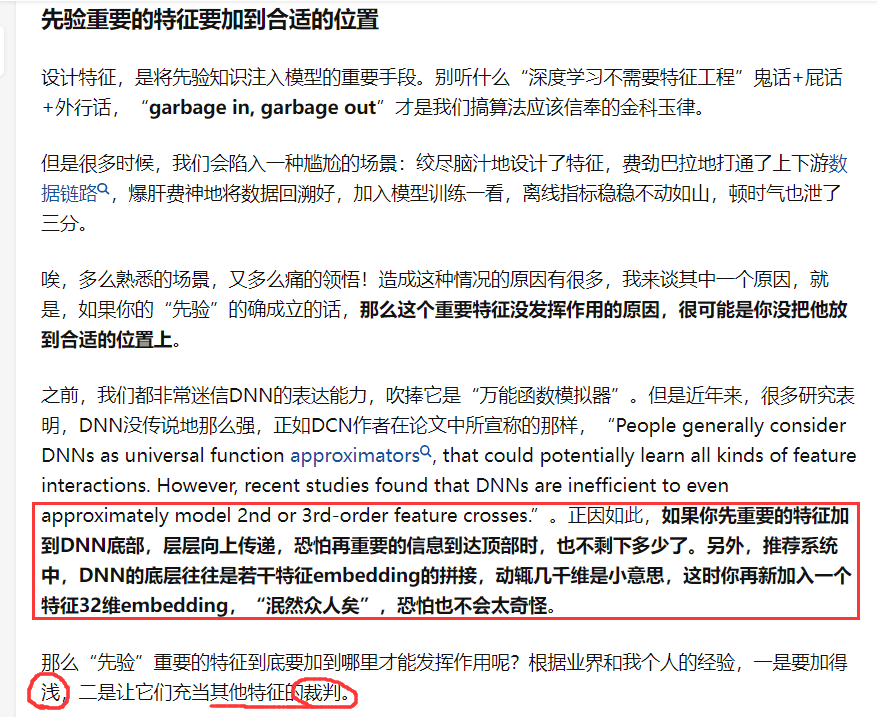 先验重要的特征要加到合适的位置
设计特征，是将先验知识注入模型的重要手段。别听什么“深度学习不需要特征工程”鬼话+屁话
+外行话，“garbage in, garbage out”才是我们搞算法应该信奉的金科玉律。
但是很多时候，我们会陷入一种尴尬的场景：绞尽脑汁地设计了特征，费劲巴拉地打通了上下游数
据链路，爆肝费神地将数据回溯好，加入模型训练一看，离线指标稳稳不动如山，顿时气也泄了
三分。
唉，多么熟悉的场景，又多么痛的领悟！造成这种情况的原因有很多，我来谈其中一个原因，就
是，如果你的“先验”的确成立的话，那么这个重要特征没发挥作用的原因，很可能是你没把他放
到合适的位置上。
之前，我们都非常迷信DNN的表达能力，吹捧它是“万能函数模拟器”。但是近年来，很多研究表
明，DNN没传说地那么强，正如DCN作者在论文中所宣称的那样，“People generally consider
DNNs as universal function approximators, that could potentially learn all kinds of feature
interactions. However, recent studies found that DNNs are inefficient to even
approximately model 2nd or 3rd-order feature crosses.”。正因如此，如果你先重要的特征加
到DNN底部，层层向上传递，恐怕再重要的信息到达顶部时，也不剩下多少了。另外，推荐系统
中，DNN的底层往往是若干特征embedding的拼接，动辄几千维是小意思，这时你再新加入一个
特征32维embedding，“泯然众人矣”，恐怕也不会太奇怪。
那么“先验”重要的特征到底要加到哪里才能发挥作用呢？根据业界和我个人的经验，一是要加得
浅，二是让它们充当其他特征的裁判。